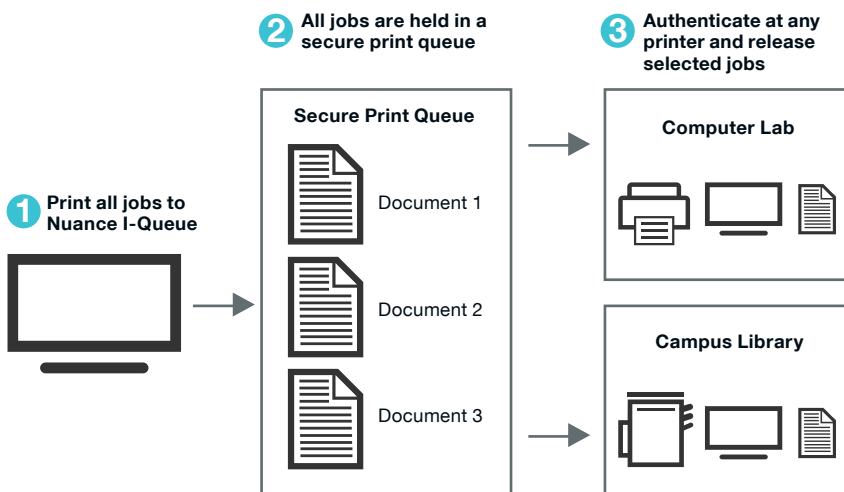 1 Print all jobs to
Nuance I-Queue
2 All jobs are held in a
secure print queue
Secure Print Queue
Document 1
Document 2
Document 3
3 Authenticate at any
printer and release
selected jobs
Computer Lab
Campus Library